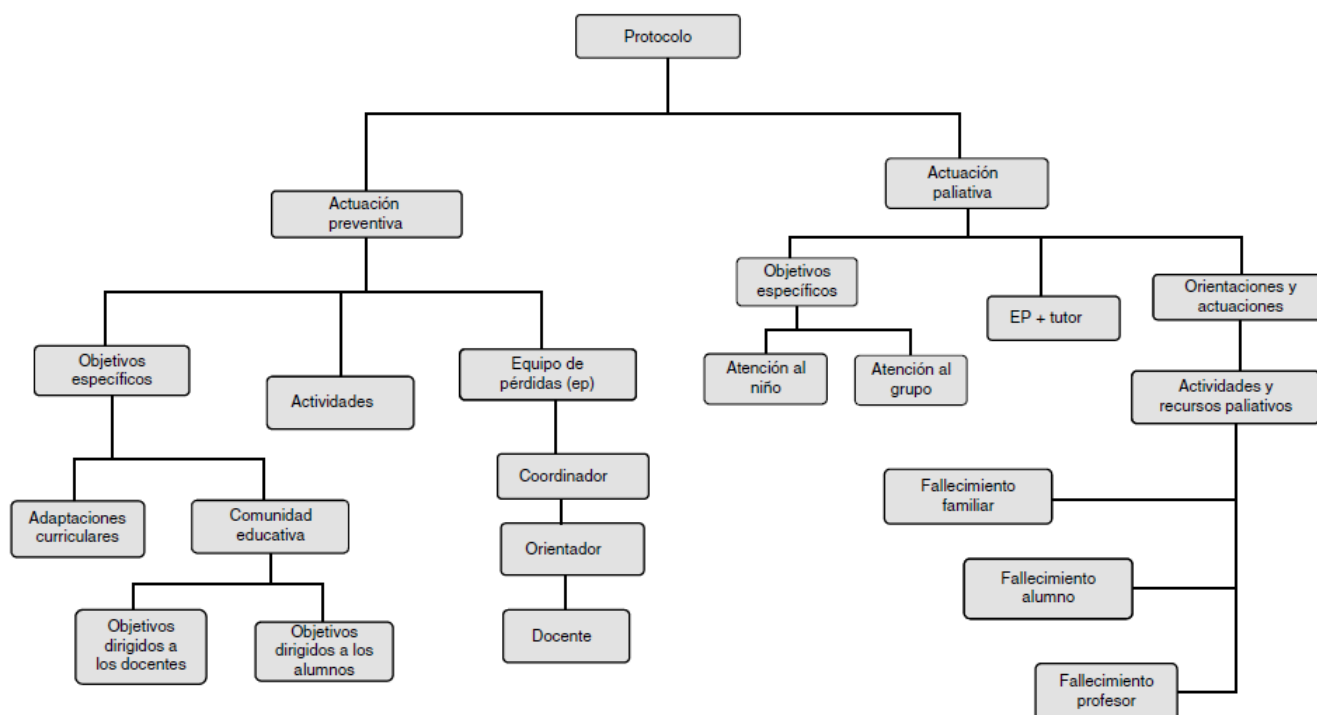 Protocolo
Actuación
preventiva
Objetivos
específicos
Adaptaciones
curriculares
Comunidad
educativa
Objetivos
dirigidos a
los docentes
Objetivos
dirigidos a los
alumnos
Actividades
Equipo de
pérdidas (ep)
Coordinador
Orientador
Docente
Actuación
paliativa
Objetivos
específicos
Atención al
niño
Atención al
grupo
EP + tutor
Orientaciones y
actuaciones
Actividades y
recursos paliativos
Fallecimiento
familiar
Fallecimiento
alumno
Fallecimiento
profesor